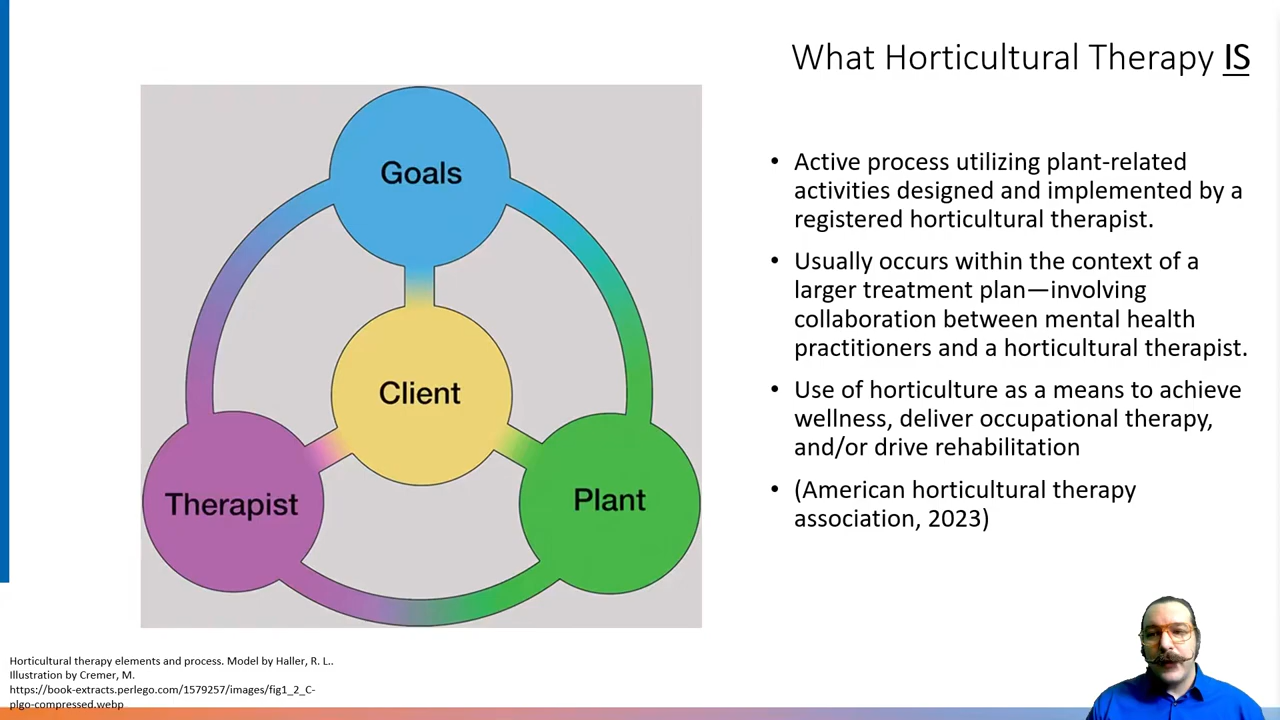 What Horticultural Therapy IS
Goals
Client
Therapist
Plant
• Active process utilizing plant-related
activities designed and implemented by a
registered horticultural therapist.
• Usually occurs within the context of a
larger treatment plan—involving
collaboration between mental health
practitioners and a horticultural therapist.
• Use of horticulture as a means to achieve
wellness, deliver occupational therapy,
and/or drive rehabilitation
• (American horticultural therapy
association, 2023)
Horticultural therapy elements and process. Model by Haller, R. L..
Illustration by Cremer, M.
https://book-extracts.perlego.com/1579257/images/fig1_2_C-
plgo-compressed.webp